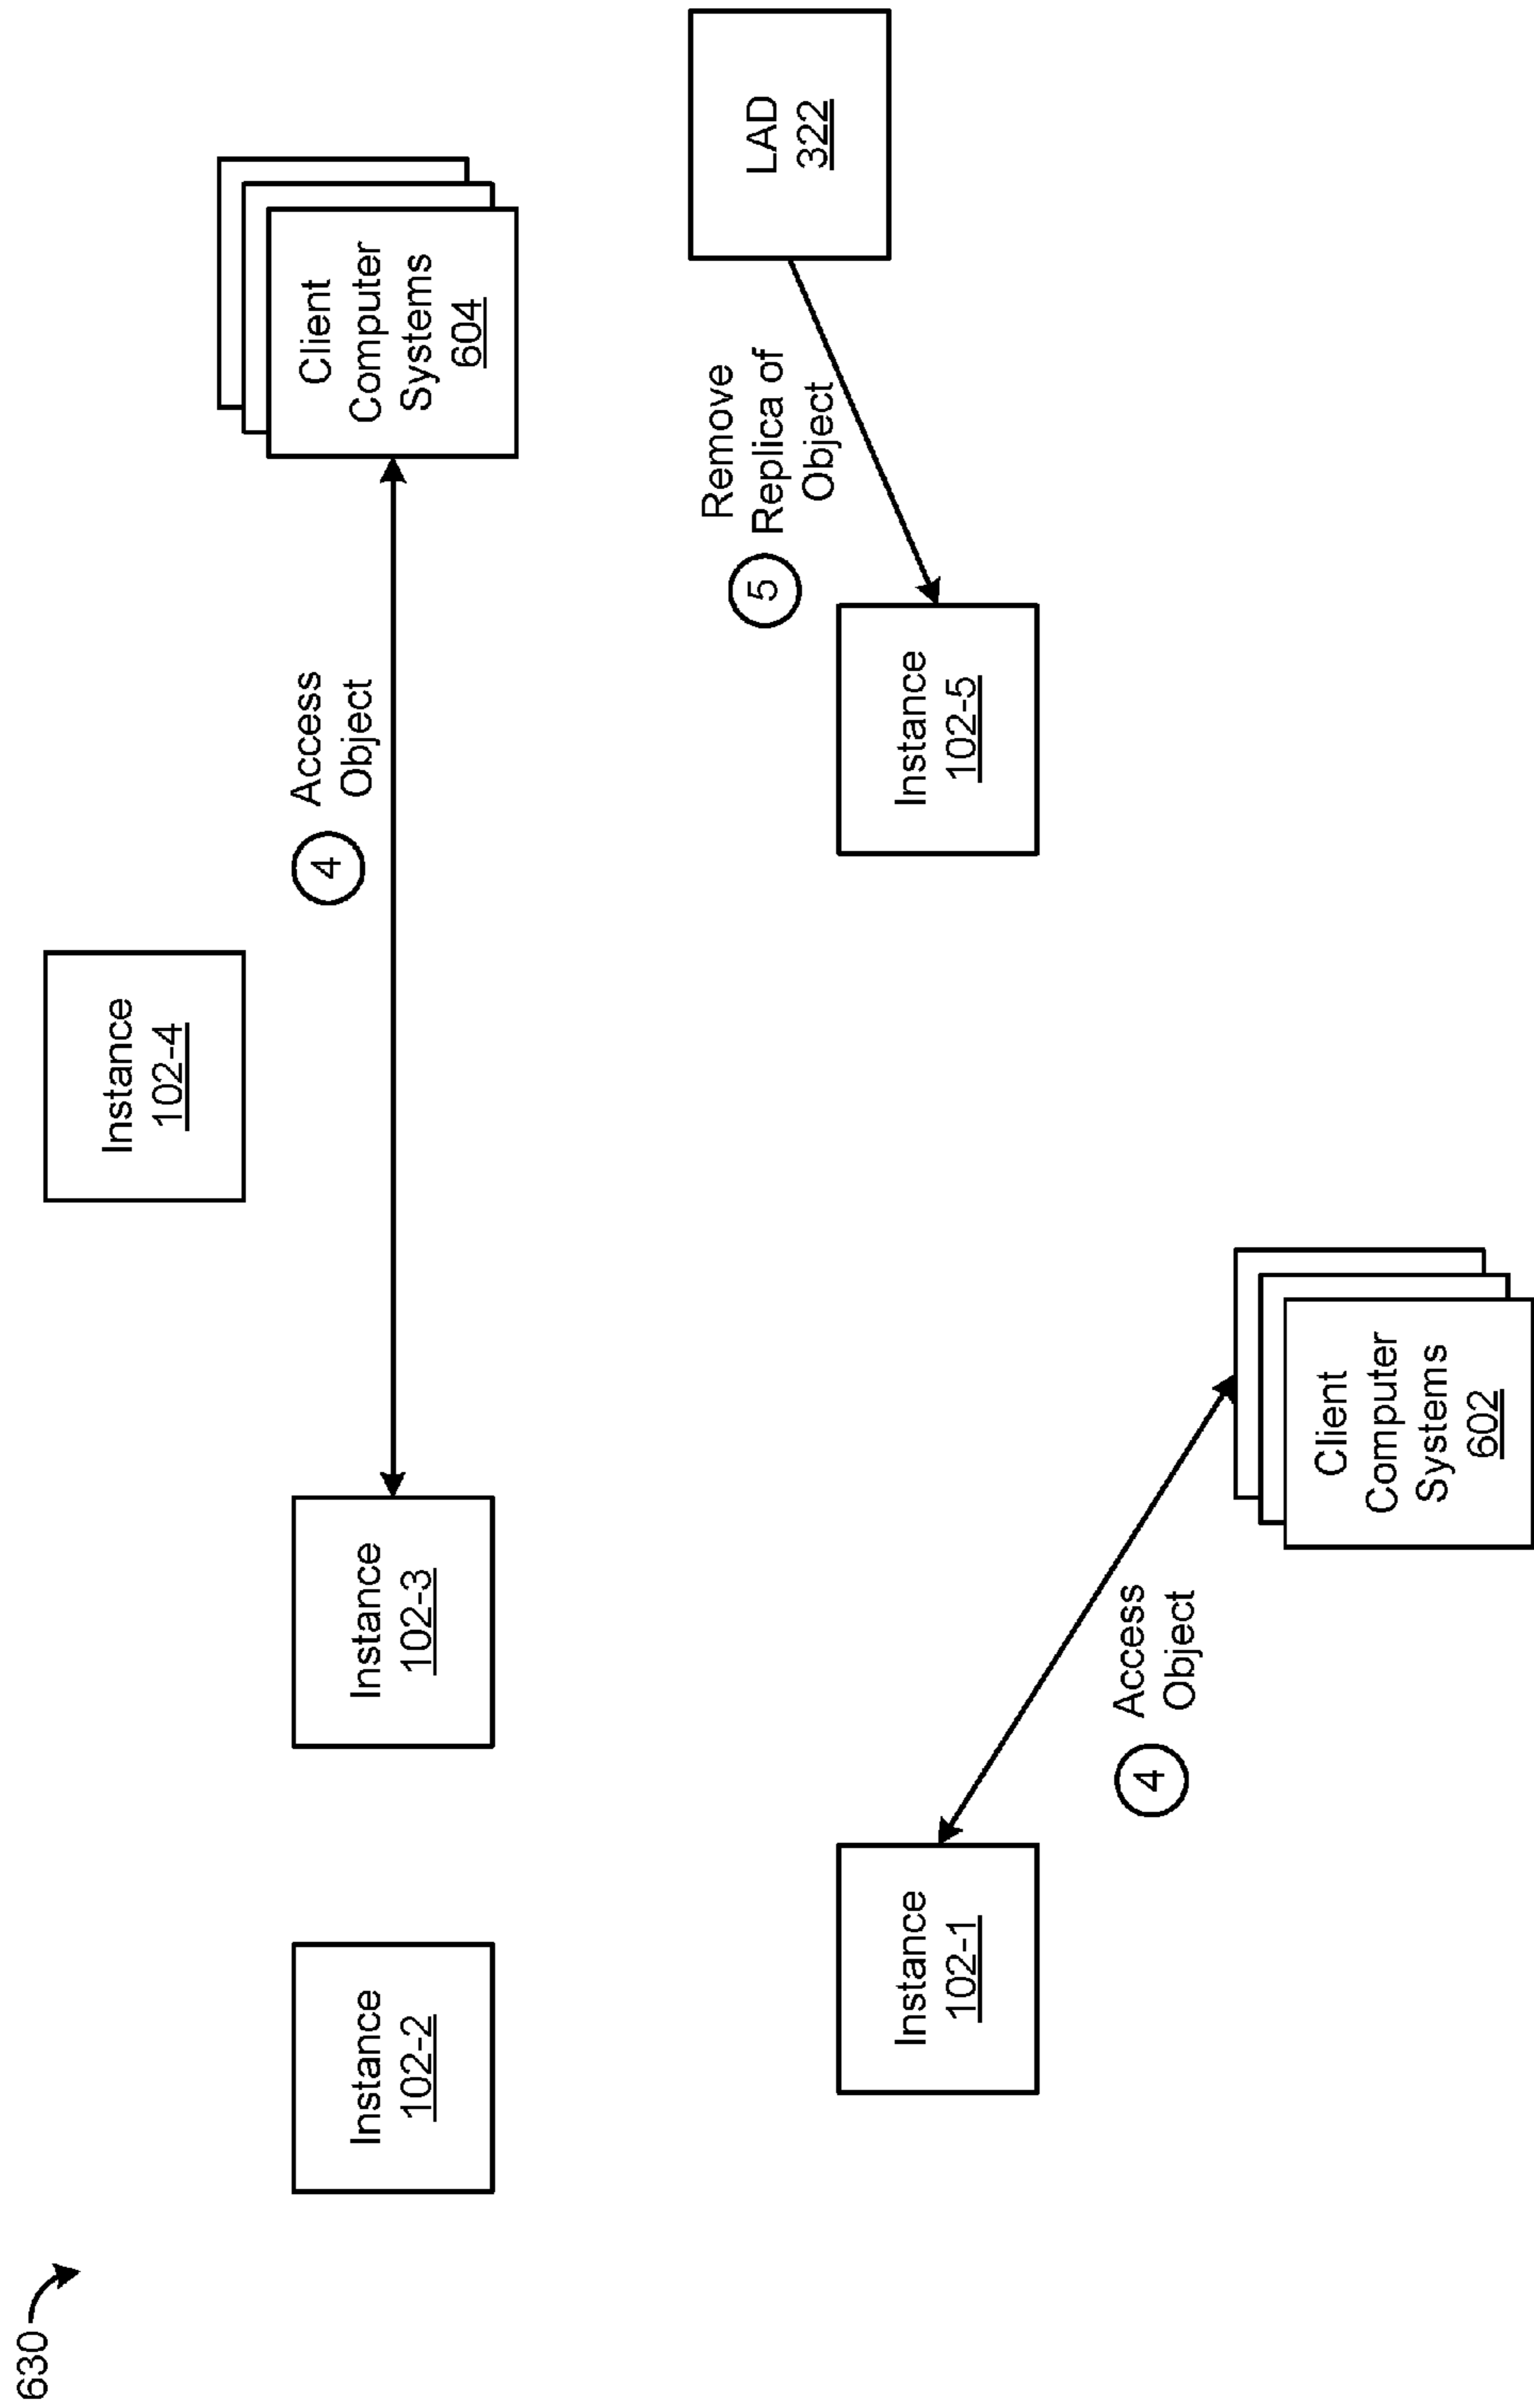 630
Instance
102-4
Instance
102-2
Instance
102-3
4
Access
Object
Client
Computer
Systems
604
Instance
102-1
Instance
102-5
5
Remove
Replica of
Object
LAD
322
4
Access
Object
Client
Computer
Systems
602